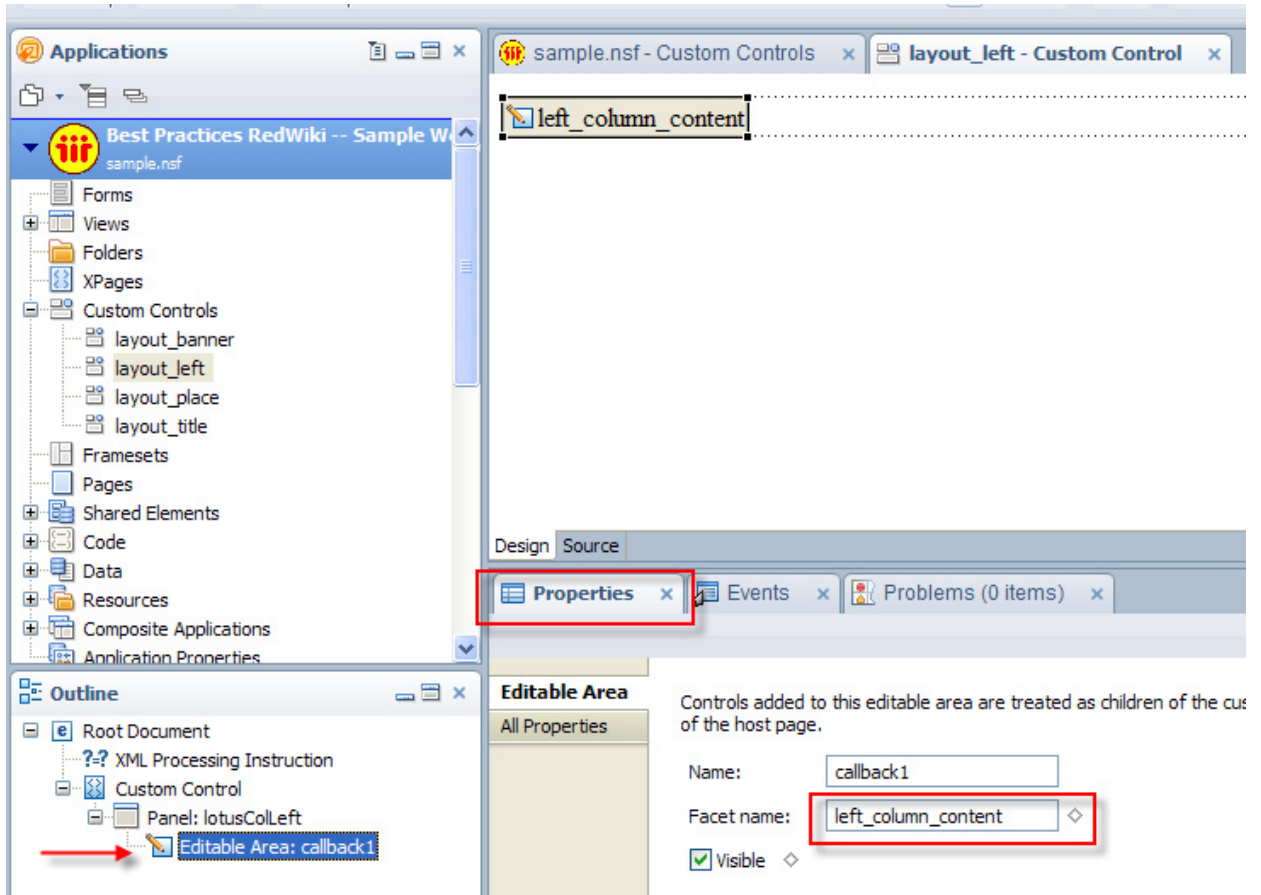 Applications
Best Practices RedWiki -- Sample W
sample.nsf
Forms
Views
Folders
XPages
Custom Controls
layout_banner
layout_left
layout_place
layout_title
Framesets
Pages
Shared Elements
Code
Data
Resources
Composite Applications
Application Properties
Outline
Root Document
?=? XML Processing Instruction
Custom Control
Panel: lotusColLeft
Editable Area: callback1
sample.nsf - Custom Controls
layout_left - Custom Control
left_column_content
Design Source
Properties Events Problems (0 items)
Editable Area
All Properties
Controls added to this editable area are treated as children of the cus
of the host page.
Name: callback1
Facet name: left_column_content
Visible